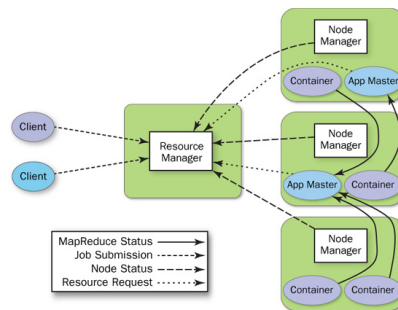 Node
Manager
Container
App Master
Client
Resource
Manager
Node
Manager
Client
App Master
Container
MapReduce Status
Job Submission
Node Status
Resource Request
Node
Manager
Container
Container